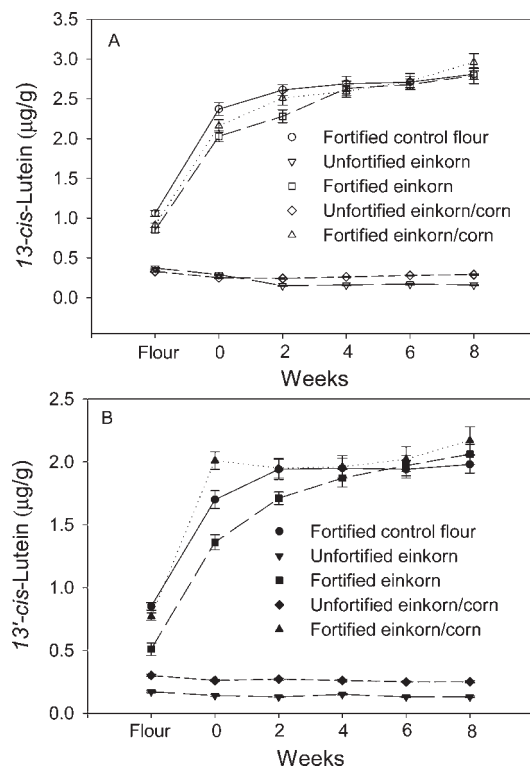 A
13-cis-Lutein (µg/g)
3.5
3.0
2.5
2.0
1.5
1.0
0.5
0.0
Fortified control flour
Unfortified einkorn
Fortified einkorn
Unfortified einkorn/corn
Fortified einkorn/corn
Flour 0 2 4 6 8
Weeks
B
13'-cis-Lutein (µg/g)
2.5
2.0
1.5
1.0
0.5
0.0
Fortified control flour
Unfortified einkorn
Fortified einkorn
Unfortified einkorn/corn
Fortified einkorn/corn
Flour 0 2 4 6 8
Weeks